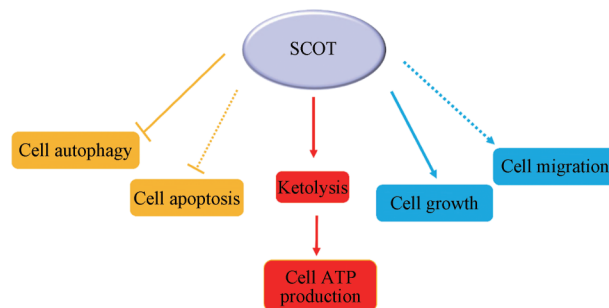 SCOT
Cell autophagy
Cell apoptosis
Ketolysis
Cell growth
Cell migration
Cell ATP
production